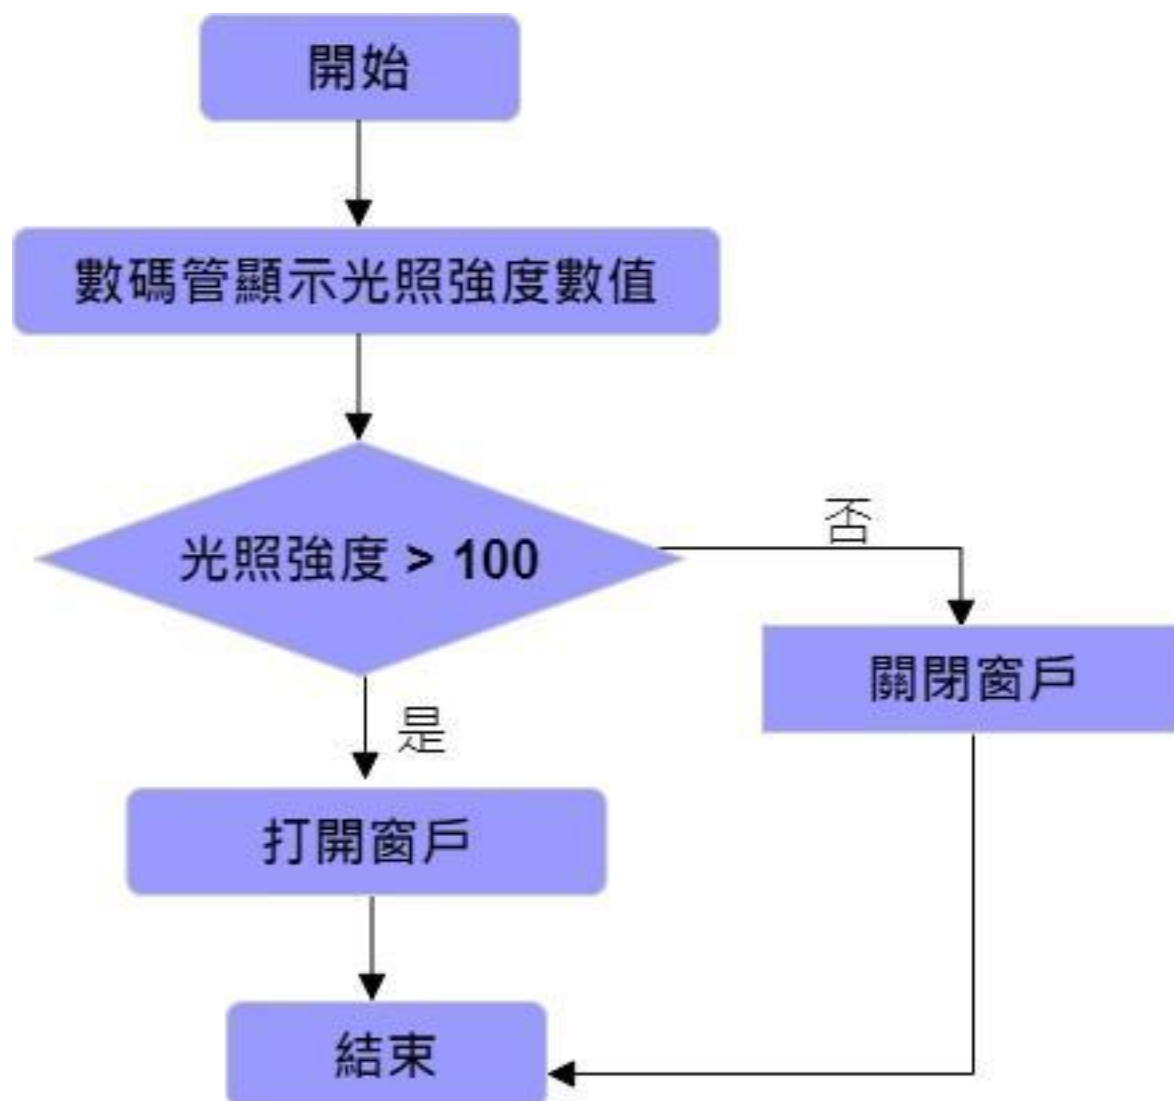 開始
數碼管顯示光照強度數值
光照強度 > 100
否
關閉窗戶
是
打開窗戶
結束